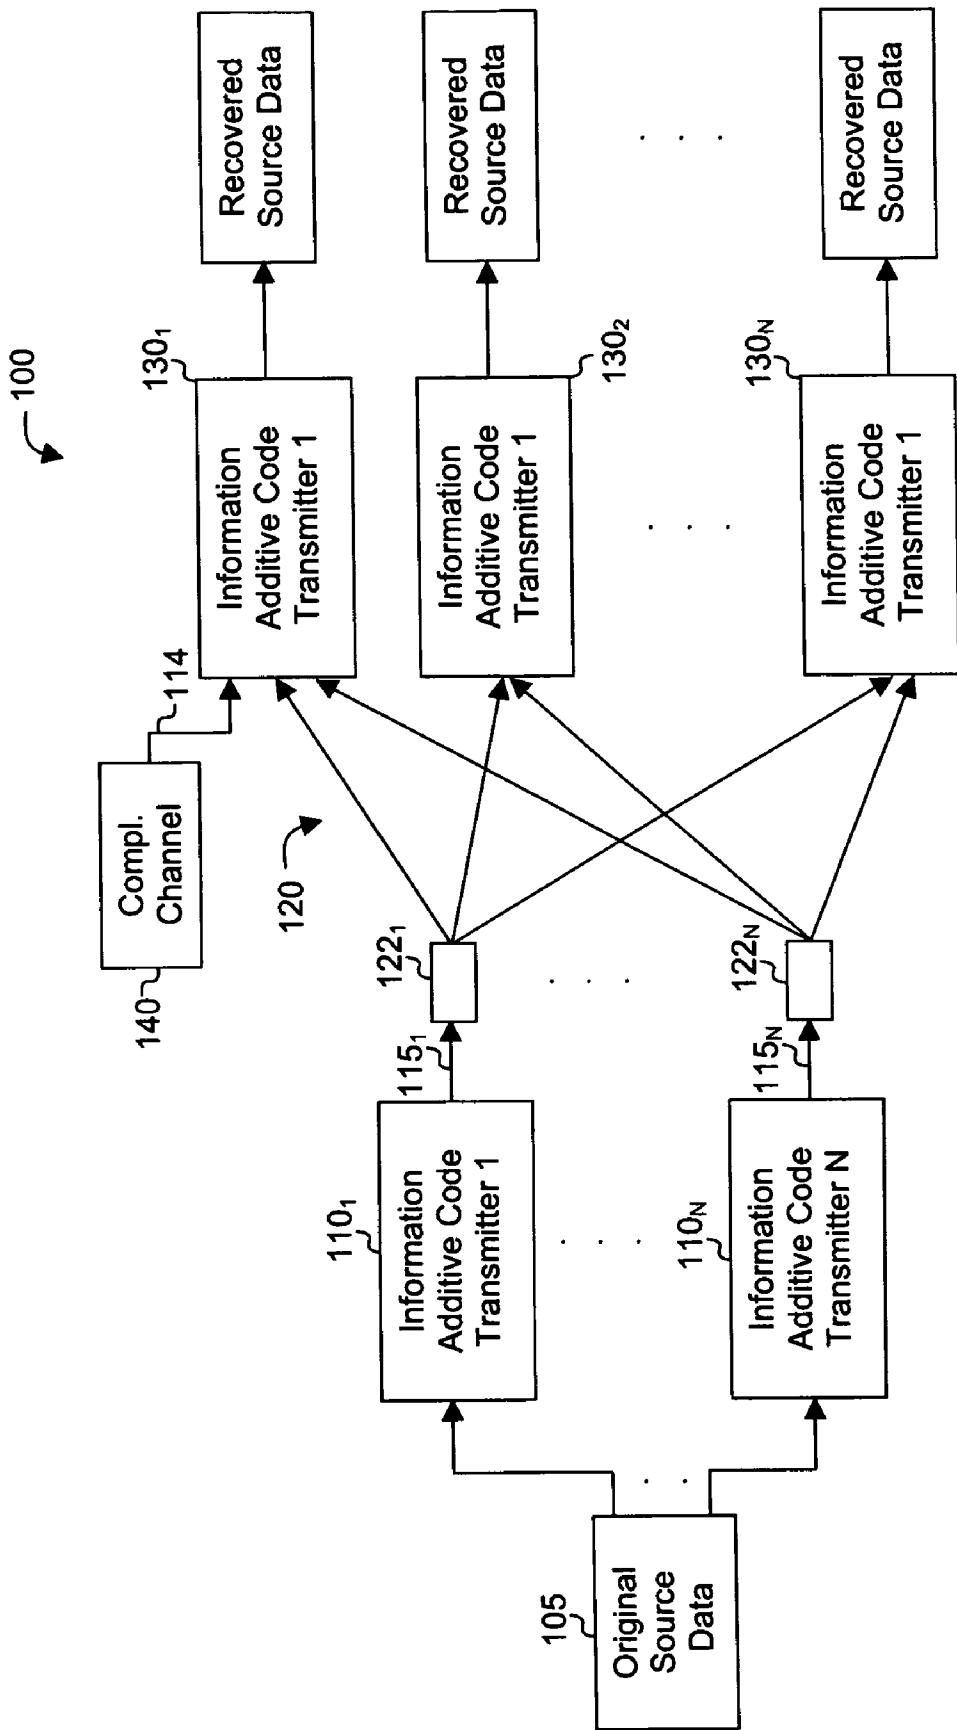 100
Original
Source
Data
105
Information
Additive Code
Transmitter 1
110₁
115₁
122₁
Information
Additive Code
Transmitter N
110ₙ
115ₙ
122ₙ
120
Compl.
Channel
140
114
Information
Additive Code
Transmitter 1
130₁
Recovered
Source Data
Information
Additive Code
Transmitter 1
130₂
Recovered
Source Data
Information
Additive Code
Transmitter 1
130ₙ
Recovered
Source Data